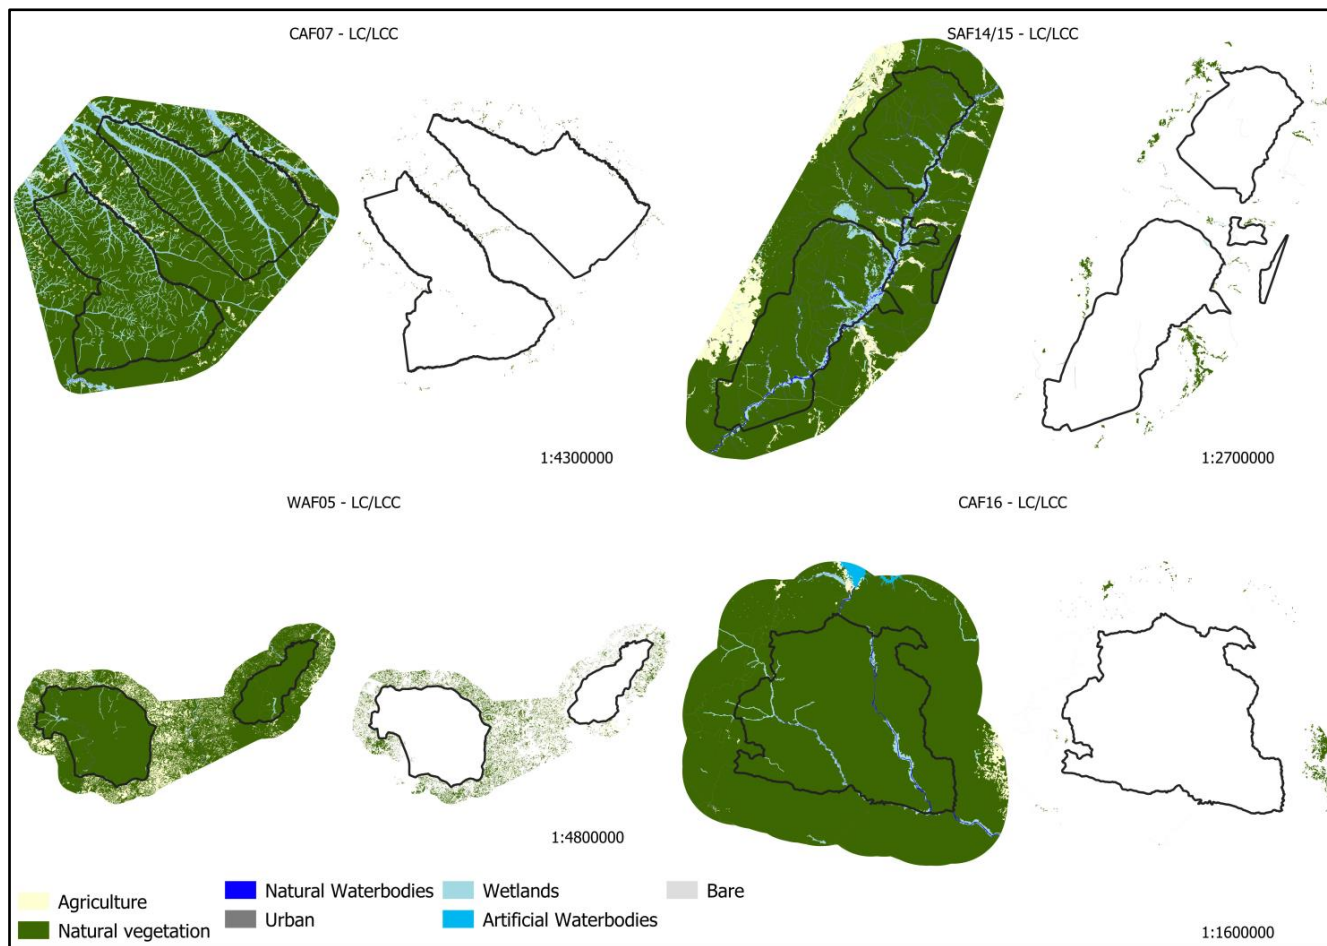 CAF07 - LC/LCC
SAF14/15 - LC/LCC
1:4300000
1:2700000
WAF05 - LC/LCC
CAF16 - LC/LCC
1:4800000
Agriculture
Natural Waterbodies
Wetlands
Bare
Natural vegetation
Urban
Artificial Waterbodies
1:1600000